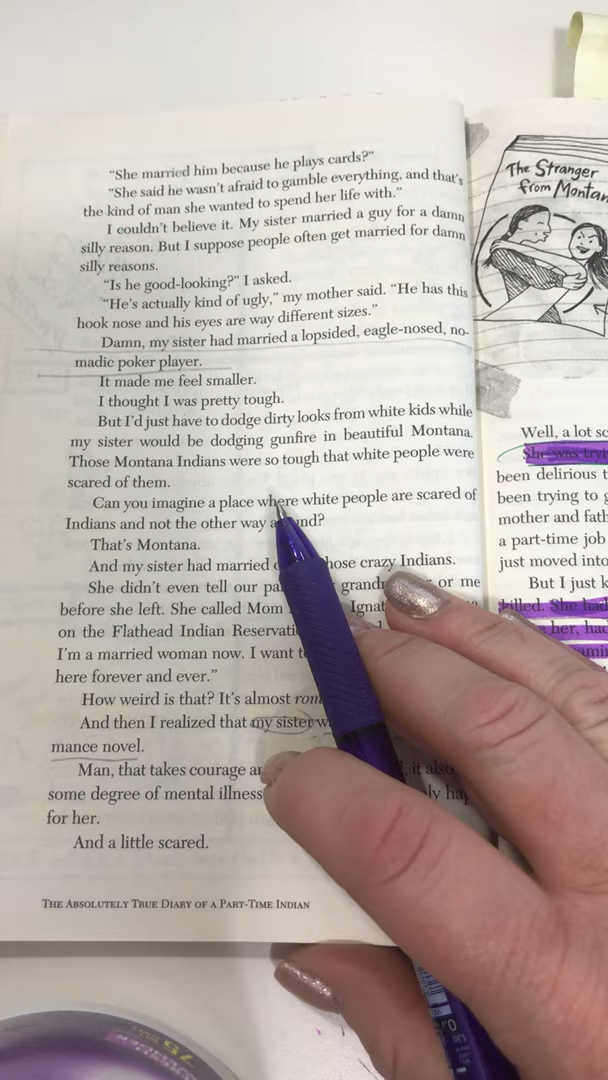 "She married him because he plays cards?"
"She said he wasn't afraid to gamble everything, and that's
the kind of man she wanted to spend her life with."
I couldn't believe it. My sister married a guy for a damn
silly reason. But I suppose people often get married for damn
silly reasons.
"Is he good-looking?" I asked.
"He's actually kind of ugly," my mother said. "He has this
hook nose and his eyes are way different sizes."
Damn, my sister had married a lopsided, eagle-nosed, no-
madic poker player.
It made me feel smaller.
I thought I was pretty tough.
But I'd just have to dodge dirty looks from white kids while
my sister would be dodging gunfire in beautiful Montana.
Those Montana Indians were so tough that white people were
scared of them.
Can you imagine a place where white people are scared of
Indians and not the other way
That's Montana.
And my sister had married those crazy Indians.
She didn't even tell our or me
before she left. She called Mom
on the Flathead Indian
I'm a married woman now. I want
here forever and ever."
How weird is that? It's almost
And then I realized that my sister
mance novel.
Man, that takes courage it also
some degree of mental illness
for her.
And a little scared.
THE ABSOLUTELY TRUE DIARY OF A PART-TIME INDIAN
The Stranger
from
Well, a lot
She was
been delirious
been trying to
mother and
a part-time job
just moved into
But I just
killed. She had
her,
75
0.